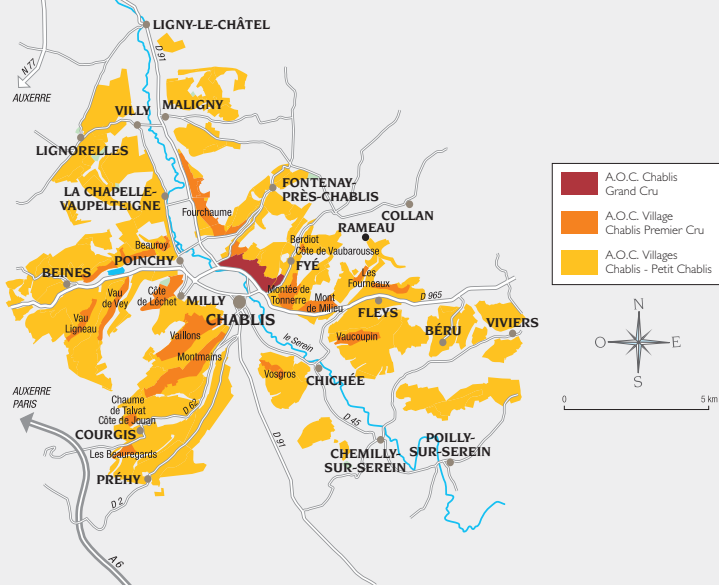 LIGNY-LE-CHÂTEL
D 91
N 77
AUXERRE
VILLY
MALIGNY
LIGNORELLES
LA CHAPELLE-
VAUPELTEIGNE
Fourchaume
FONTENAY-
PRÈS-CHABLIS
COLLAN
RAMEAU
Beauroy
POINCHY
Berdiot
Côte de Vaubarousse
FYÉ
BEINES
Vau
de Vey
Côte
de Léchet
MILLY
Montée de
Tonnerre
Mont
de Milieu
Les
Fourneaux
D 965
FLEYS
CHABLIS
Vau
Ligneau
Vaillons
Montmains
le Serein
Vaucoupin
BÉRU
VIVIERS
Vosgros
CHICHÉE
AUXERRE
PARIS
Chaume
de Talvat
Côte de Jouan
D 62
COURGIS
Les Beauregards
PRÉHY
D 2
A 6
D 91
D 45
CHEMILLY-
SUR-SEREIN
POILLY-
SUR-SEREIN
A.O.C. Chablis
Grand Cru
A.O.C. Village
Chablis Premier Cru
A.O.C. Villages
Chablis - Petit Chablis
N
O
E
S
0
5 km